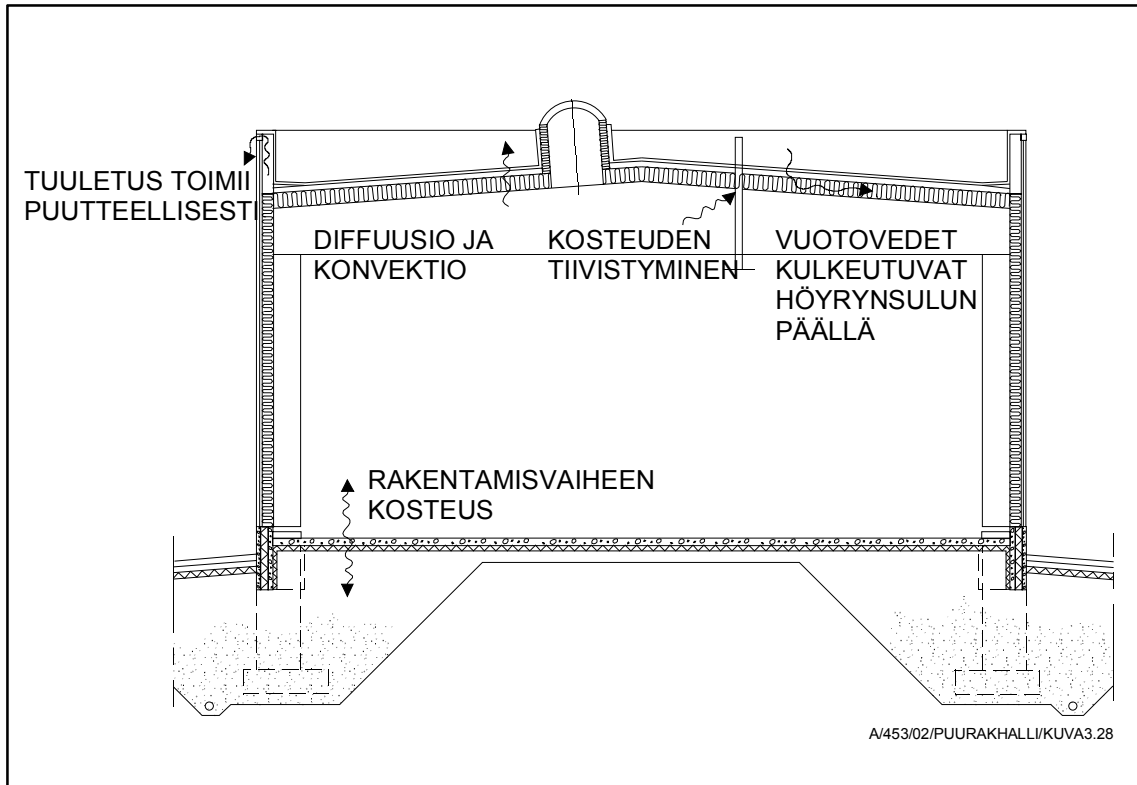 TUULETUS TOIMII
PUUTTEELLISESTI
DIFFUUSIO JA
KONVEKTIO
KOSTEUDEN
TIIVISTYMINEN
VUOTOVEDET
KULKEUTUVAT
HÖYRYNSULUN
PÄÄLLÄ
RAKENTAMISVAIHEEN
KOSTEUS
A/453/02/PUURAKHALLI/KUVA3.28